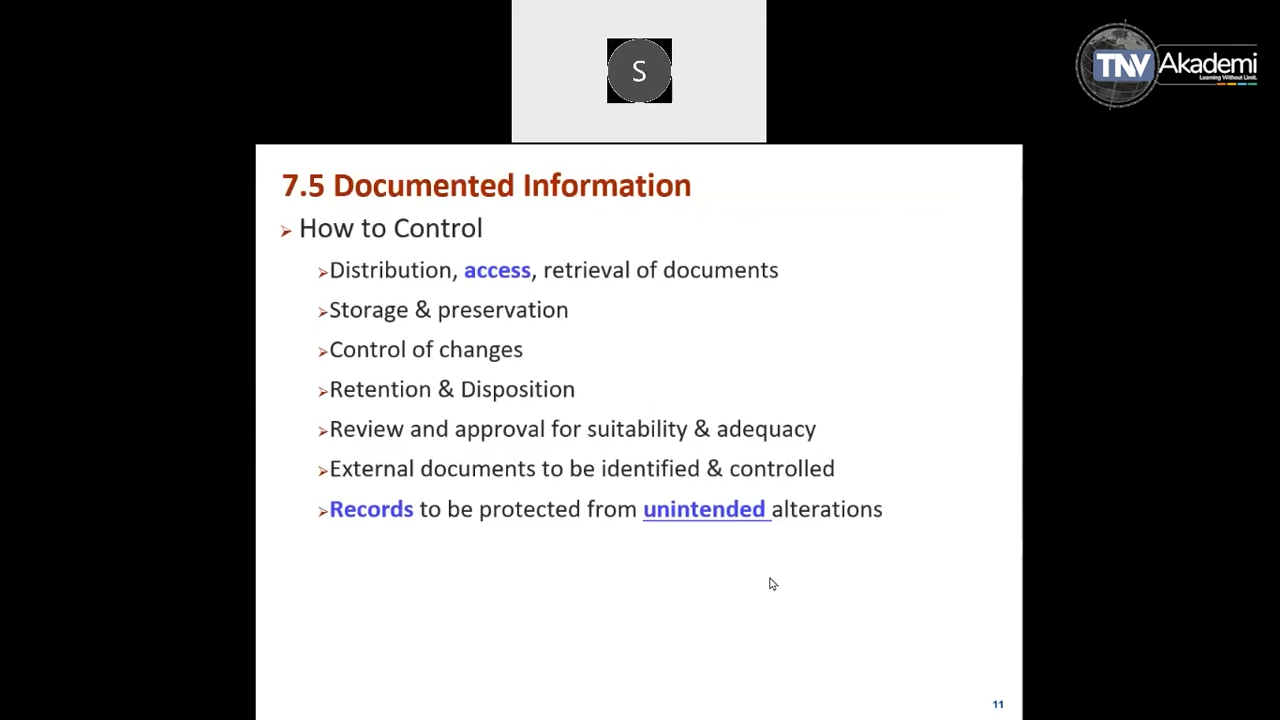 S
TNV Akademi
Learning Without Limit.
7.5 Documented Information
How to Control
Distribution, access, retrieval of documents
Storage & preservation
Control of changes
Retention & Disposition
Review and approval for suitability & adequacy
External documents to be identified & controlled
Records to be protected from unintended alterations
11